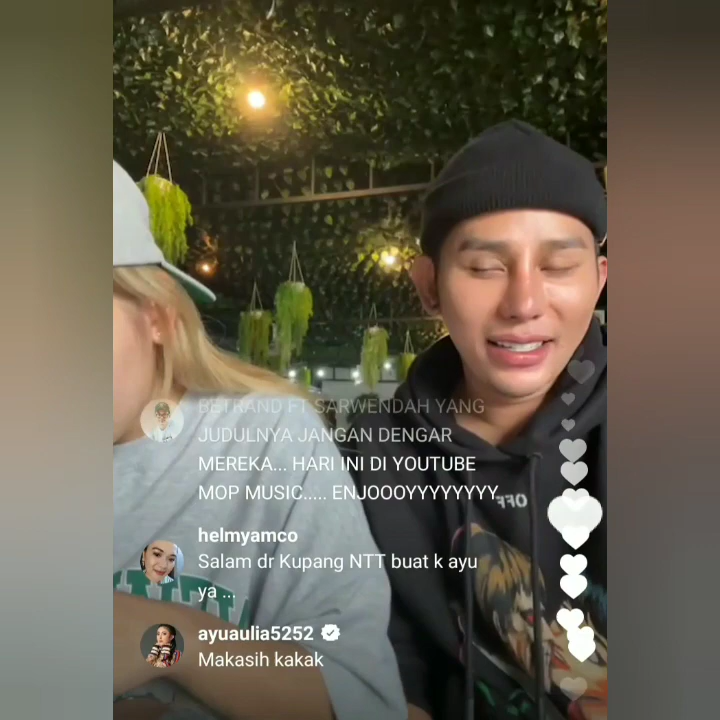 BETRAND FT SARWENDAH YANG
JUDULNYA JANGAN DENGAR
MEREKA... HARI INI DI YOUTUBE
MOP MUSIC..... ENJOOOYYYYYYYY
OFF
helmyamco
Salam dr Kupang NTT buat k ayu
ya ...
ayuaulia5252
Makasih kakak